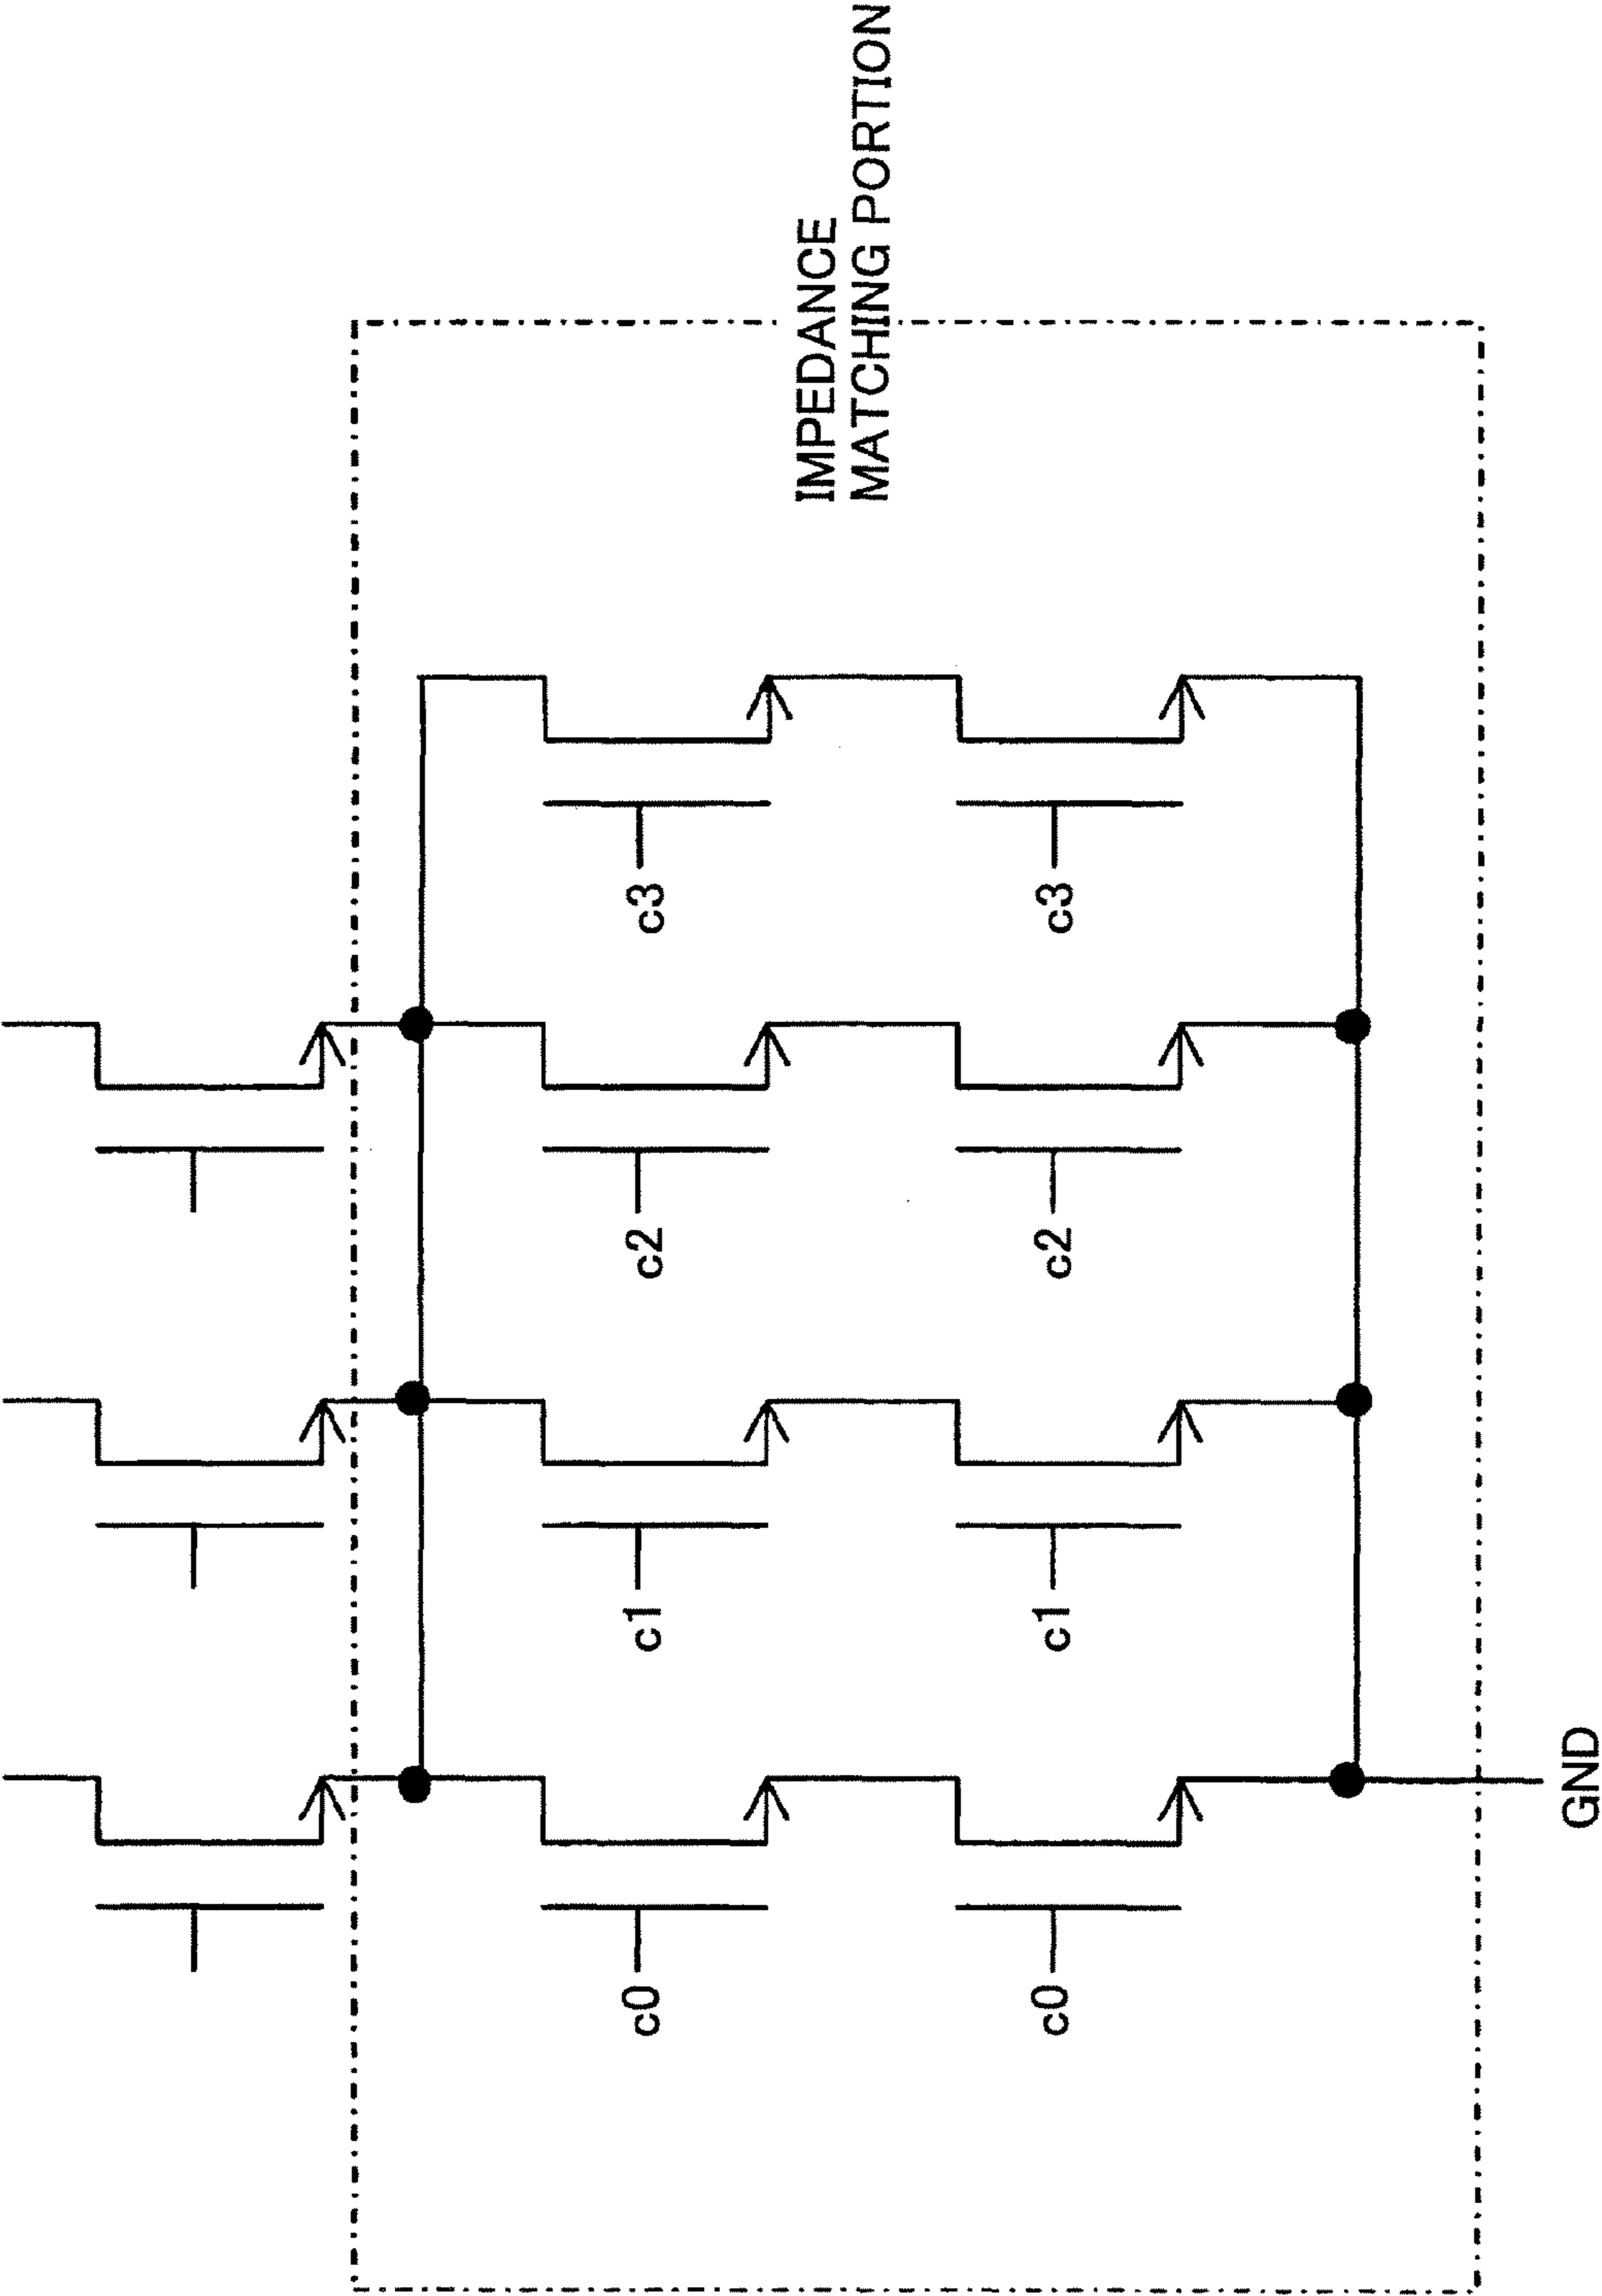 IMPEDANCE
MATCHING PORTION
c3
c3
c2
c2
c1
c1
c0
c0
GND